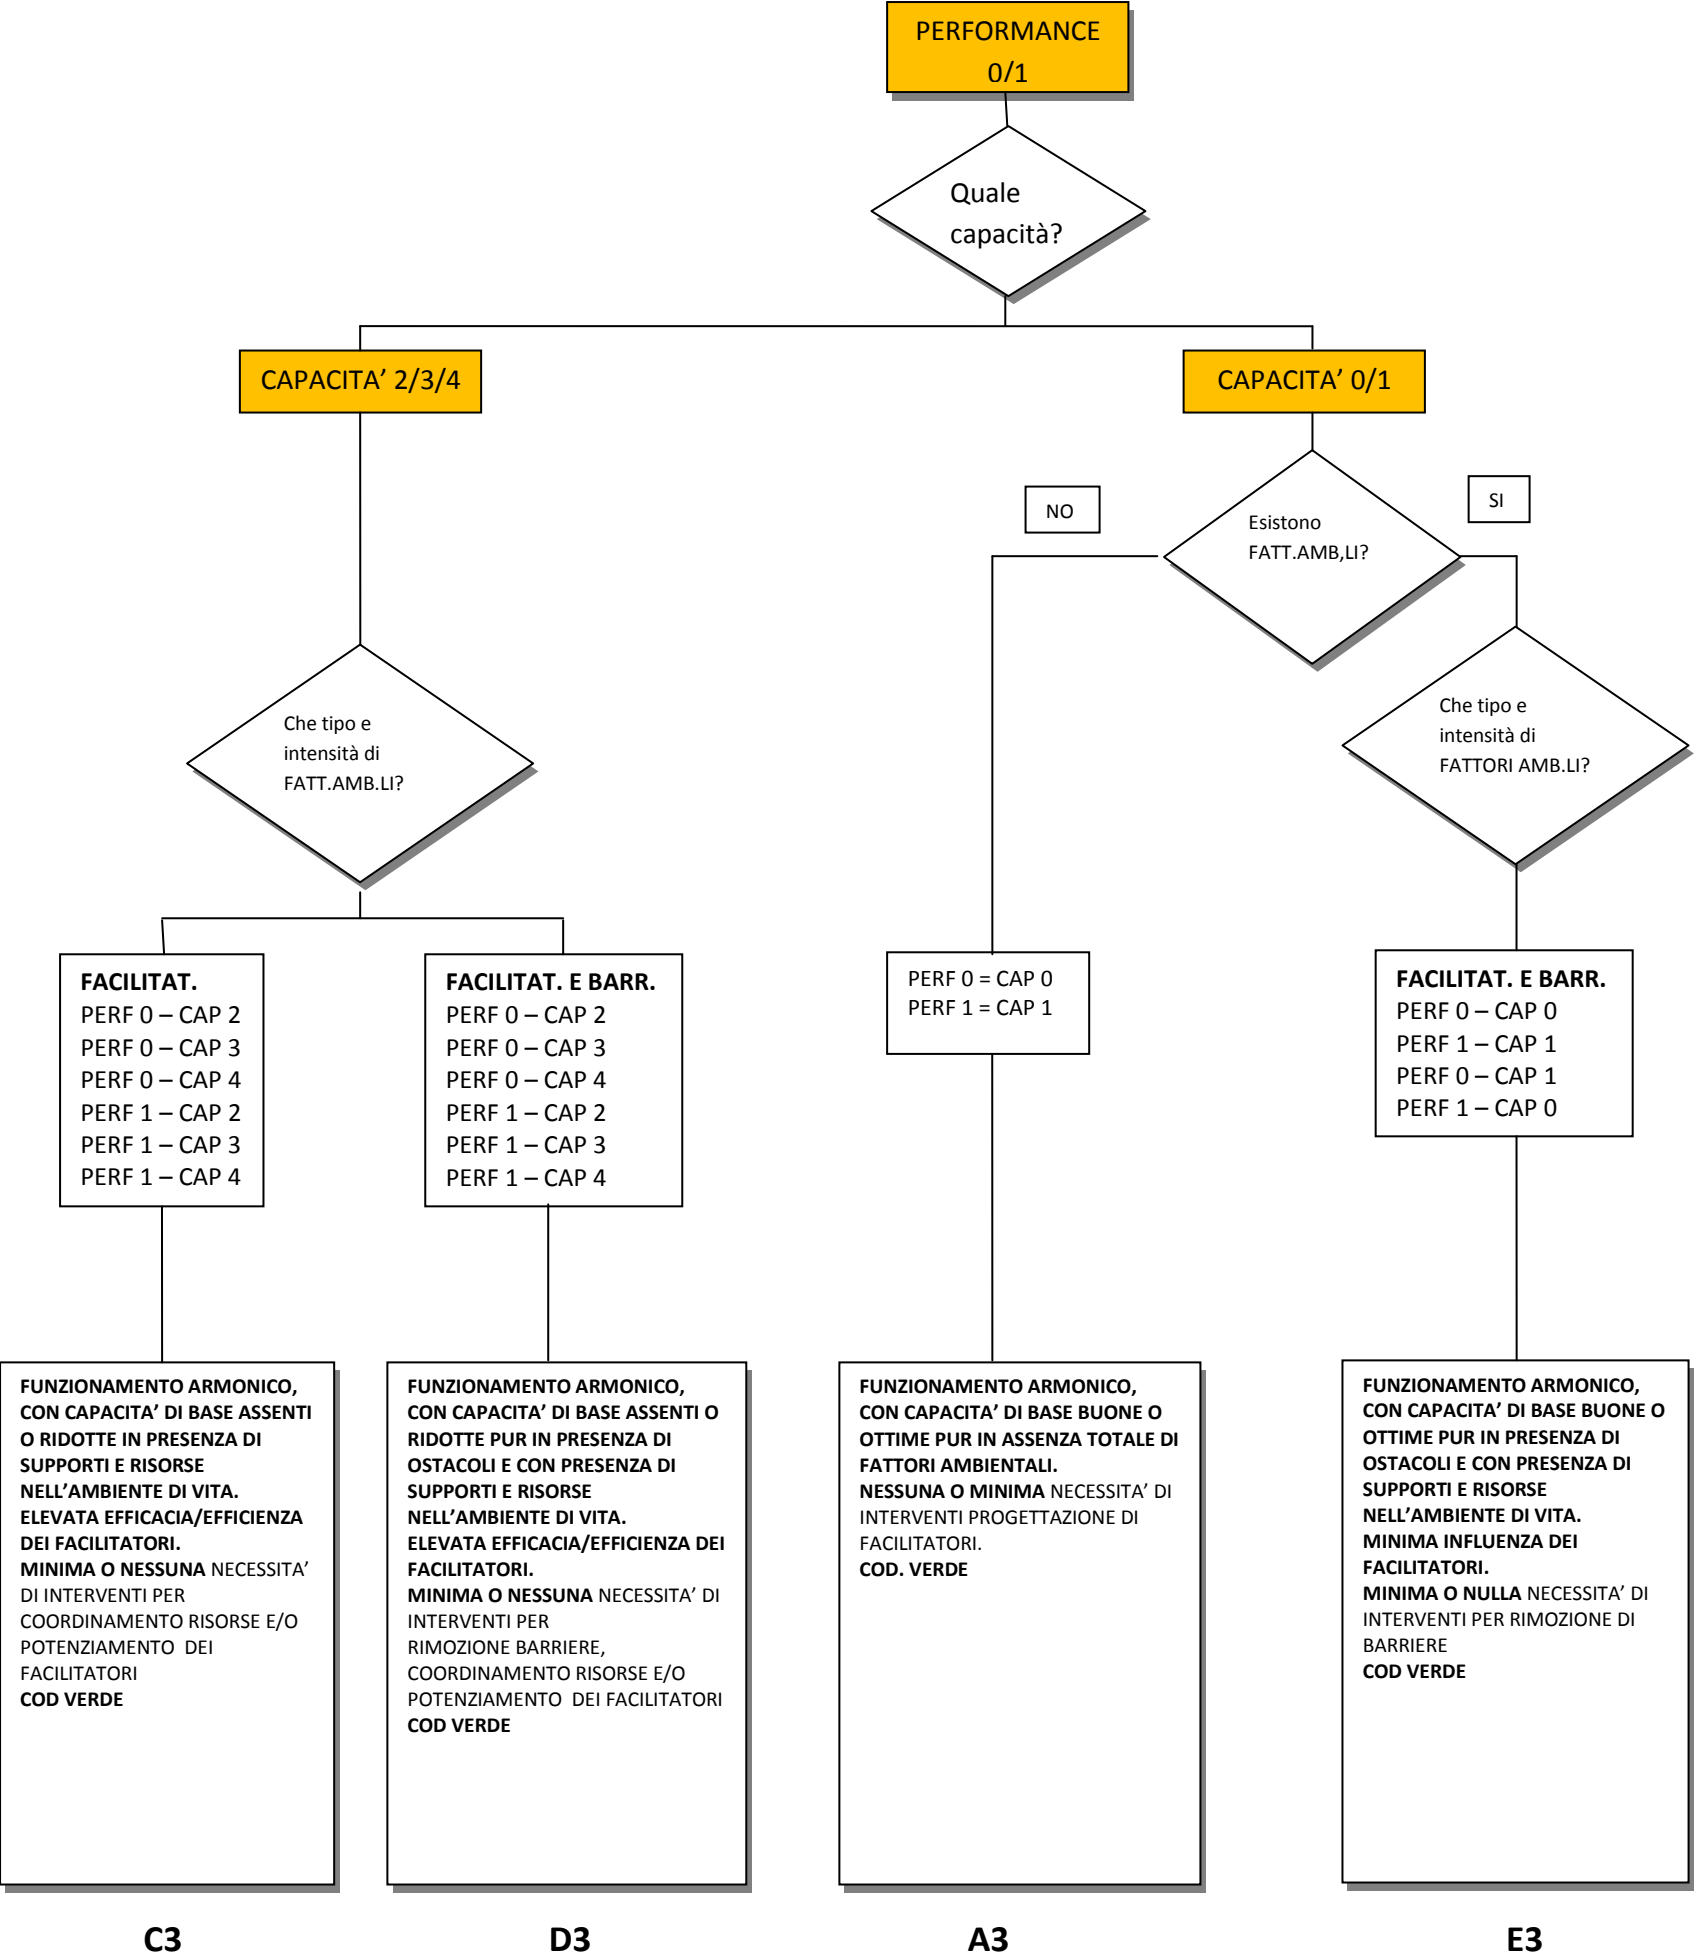 PERFORMANCE
0/1
Quale
capacità?
CAPACITA’ 2/3/4
CAPACITA’ 0/1
NO
SI
Esistono
FATT.AMB,LI?
Che tipo e
intensità di
FATT.AMB.LI?
Che tipo e
intensità di
FATTORI AMB.LI?
FACILITAT.
PERF 0 – CAP 2
PERF 0 – CAP 3
PERF 0 – CAP 4
PERF 1 – CAP 2
PERF 1 – CAP 3
PERF 1 – CAP 4
FACILITAT. E BARR.
PERF 0 – CAP 2
PERF 0 – CAP 3
PERF 0 – CAP 4
PERF 1 – CAP 2
PERF 1 – CAP 3
PERF 1 – CAP 4
PERF 0 = CAP 0
PERF 1 = CAP 1
FACILITAT. E BARR.
PERF 0 – CAP 0
PERF 1 – CAP 1
PERF 0 – CAP 1
PERF 1 – CAP 0
FUNZIONAMENTO ARMONICO,
CON CAPACITA’ DI BASE ASSENTI
O RIDOTTE IN PRESENZA DI
SUPPORTI E RISORSE
NELL’AMBIENTE DI VITA.
ELEVATA EFFICACIA/EFFICIENZA
DEI FACILITATORI.
MINIMA O NESSUNA NECESSITA’
DI INTERVENTI PER
COORDINAMENTO RISORSE E/O
POTENZIAMENTO DEI
FACILITATORI
COD VERDE
FUNZIONAMENTO ARMONICO,
CON CAPACITA’ DI BASE ASSENTI O
RIDOTTE PUR IN PRESENZA DI
OSTACOLI E CON PRESENZA DI
SUPPORTI E RISORSE
NELL’AMBIENTE DI VITA.
ELEVATA EFFICACIA/EFFICIENZA DEI
FACILITATORI.
MINIMA O NESSUNA NECESSITA’ DI
INTERVENTI PER
RIMOZIONE BARRIERE,
COORDINAMENTO RISORSE E/O
POTENZIAMENTO DEI FACILITATORI
COD VERDE
FUNZIONAMENTO ARMONICO,
CON CAPACITA’ DI BASE BUONE O
OTTIME PUR IN ASSENZA TOTALE DI
FATTORI AMBIENTALI.
NESSUNA O MINIMA NECESSITA’ DI
INTERVENTI PROGETTAZIONE DI
FACILITATORI.
COD. VERDE
FUNZIONAMENTO ARMONICO,
CON CAPACITA’ DI BASE BUONE O
OTTIME PUR IN PRESENZA DI
OSTACOLI E CON PRESENZA DI
SUPPORTI E RISORSE
NELL’AMBIENTE DI VITA.
MINIMA INFLUENZA DEI
FACILITATORI.
MINIMA O NULLA NECESSITA’ DI
INTERVENTI PER RIMOZIONE DI
BARRIERE
COD VERDE
C3
D3
A3
E3